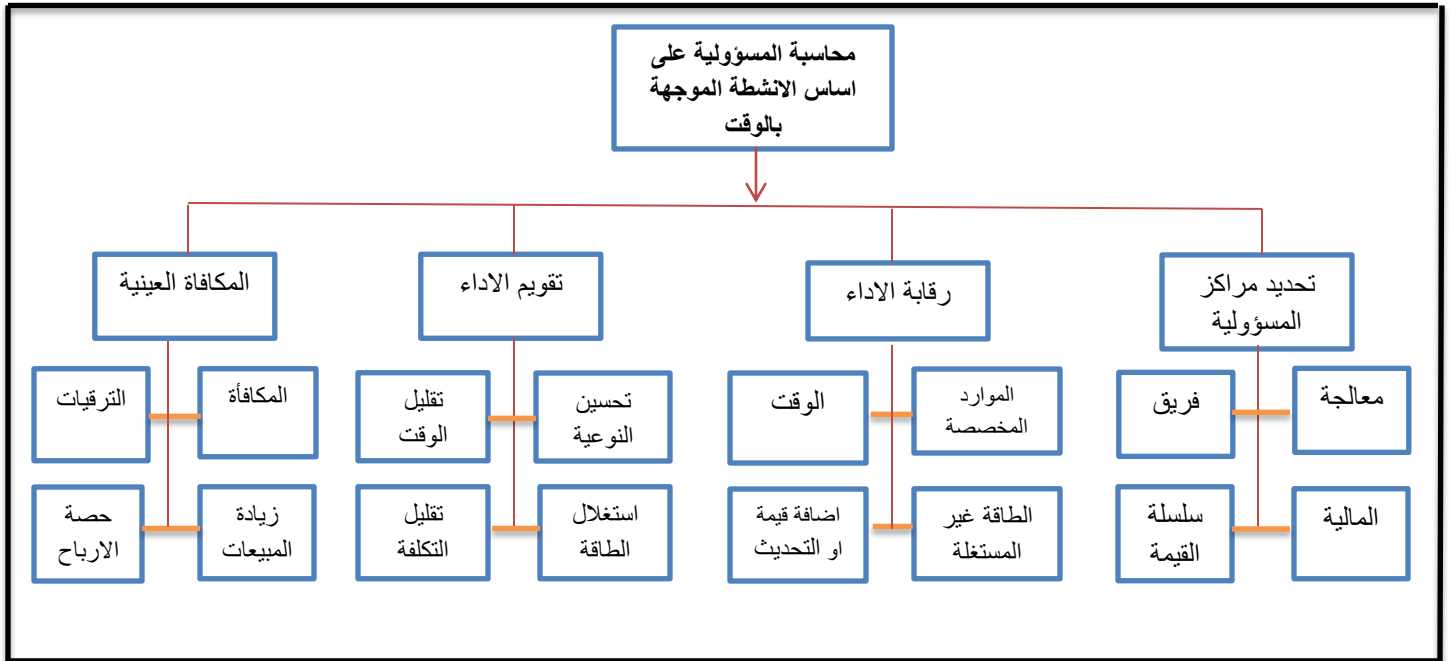 محاسبة المسؤولية على
اساس الانشطة الموجهة
بالوقت
تحديد مراكز
المسؤولية
رقابة الاداء
تقويم الاداء
المكافاة العينية
معالجة
فريق
المالية
سلسلة
القيمة
الموارد
المخصصة
الوقت
الطاقة غير
المستغلة
اضافة قيمة
او التحديث
تحسين
النوعية
تقليل
الوقت
استغلال
الطاقة
تقليل
التكلفة
المكافأة
الترقيات
زيادة
المبيعات
حصة
الارباح